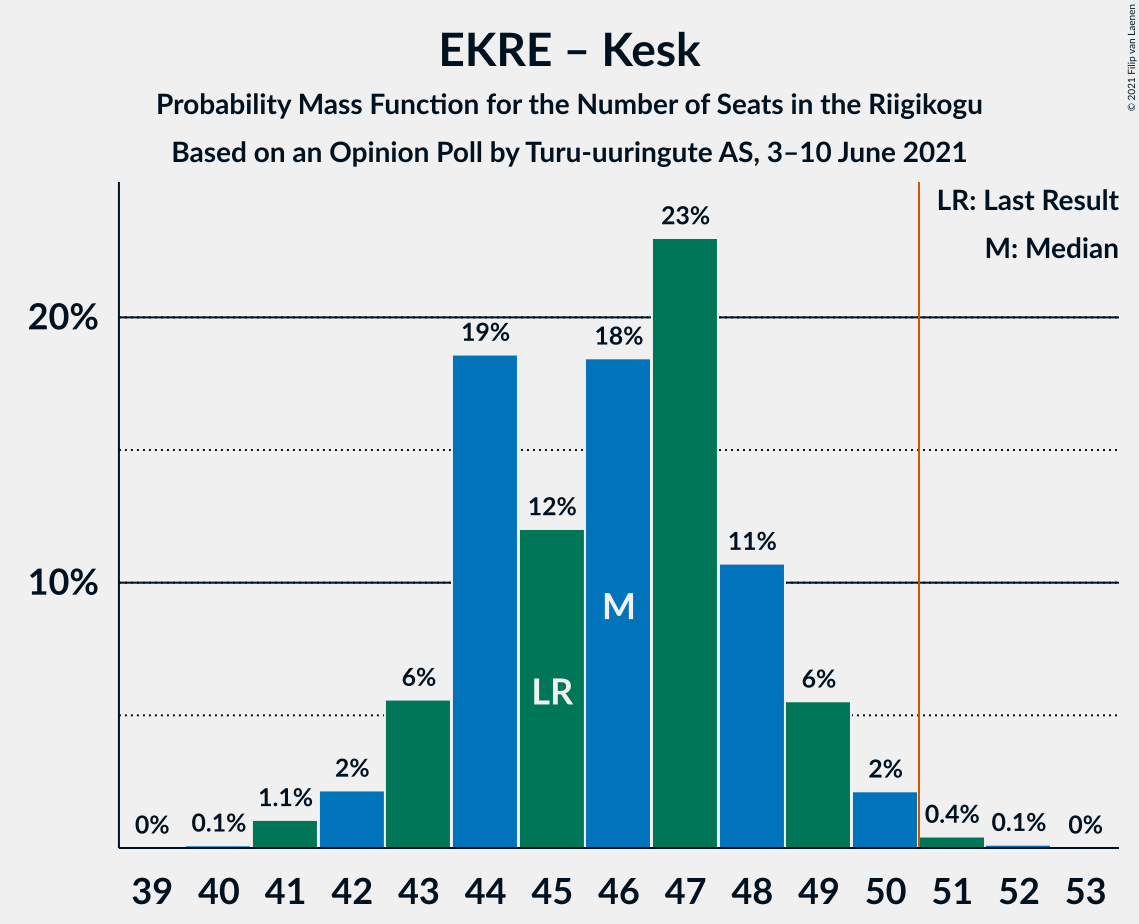 EKRE – Kesk
Probability Mass Function for the Number of Seats in the Riigikogu
Based on an Opinion Poll by Turu-uuringute AS, 3–10 June 2021
© 2021 Filip van Laenen
LR: Last Result
M: Median
20%
10%
0%
0.1%
1.1%
2%
6%
19%
12%
18%
23%
11%
6%
2%
0.4%
0.1%
0%
LR
M
39 40 41 42 43 44 45 46 47 48 49 50 51 52 53